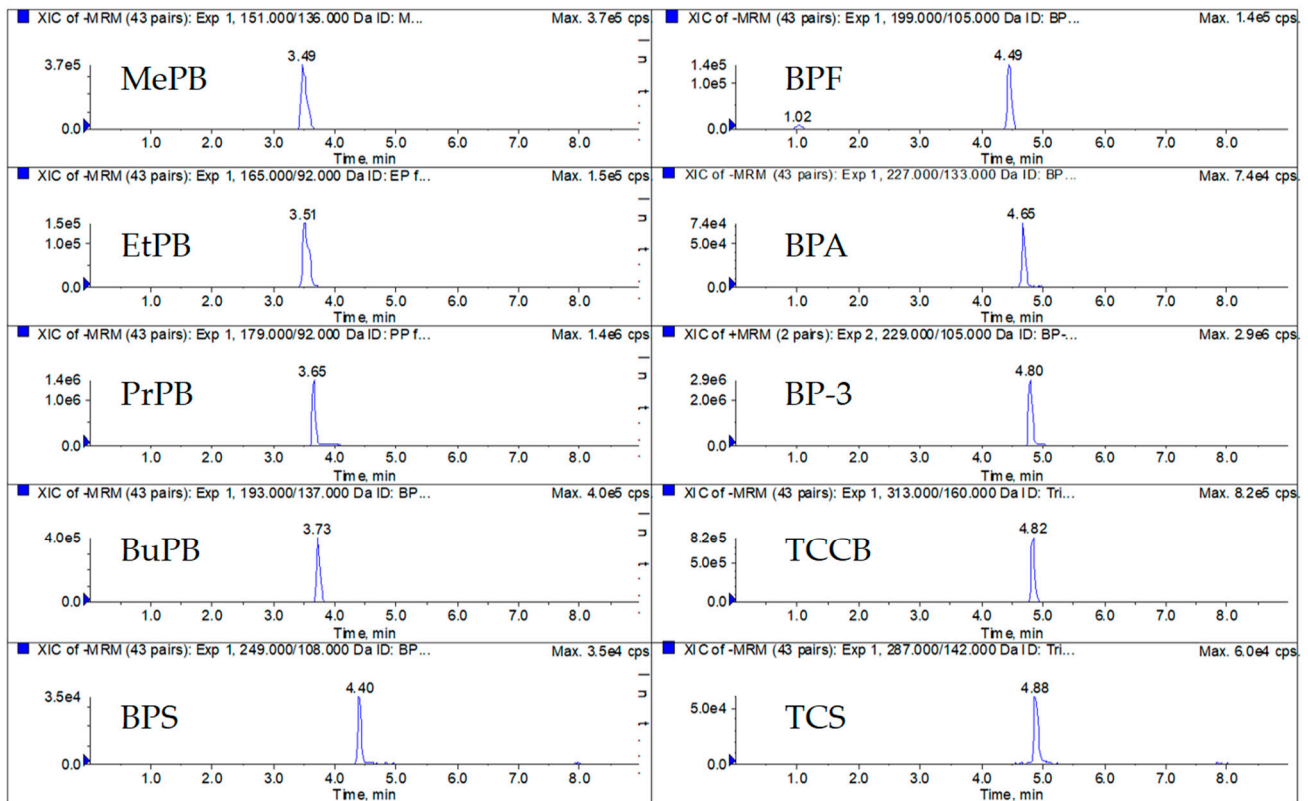 XIC of -MRM (43 pairs): Exp 1, 151.000/136.000 Da ID: M... Max. 3.7e5 cps.
3.49
3.7e5
MePB
0.0
1.0 2.0 3.0 4.0 5.0 6.0 7.0 8.0
Time, min
XIC of -MRM (43 pairs): Exp 1, 165.000/92.000 Da ID: EP f... Max. 1.5e5 cps.
3.51
1.5e5
1.0e5
EtPB
0.0
1.0 2.0 3.0 4.0 5.0 6.0 7.0 8.0
Time, min
XIC of -MRM (43 pairs): Exp 1, 179.000/92.000 Da ID: PP f... Max. 1.4e6 cps.
3.65
1.4e6
1.0e6
PrPB
0.0
1.0 2.0 3.0 4.0 5.0 6.0 7.0 8.0
Time, min
XIC of -MRM (43 pairs): Exp 1, 193.000/137.000 Da ID: BP... Max. 4.0e5 cps.
3.73
4.0e5
BuPB
0.0
1.0 2.0 3.0 4.0 5.0 6.0 7.0 8.0
Time, min
XIC of -MRM (43 pairs): Exp 1, 249.000/108.000 Da ID: BP... Max. 3.5e4 cps.
4.40
3.5e4
BPS
0.0
1.0 2.0 3.0 4.0 5.0 6.0 7.0 8.0
Time, min
XIC of -MRM (43 pairs): Exp 1, 199.000/105.000 Da ID: BP... Max. 1.4e5 cps.
4.49
1.4e5
1.0e5
BPF
1.02
0.0
1.0 2.0 3.0 4.0 5.0 6.0 7.0 8.0
Time, min
XIC of -MRM (43 pairs): Exp 1, 227.000/133.000 Da ID: BP... Max. 7.4e4 cps.
4.65
7.4e4
5.0e4
BPA
0.0
1.0 2.0 3.0 4.0 5.0 6.0 7.0 8.0
Time, min
XIC of +MRM (2 pairs): Exp 2, 229.000/105.000 Da ID: BP-... Max. 2.9e6 cps.
4.80
2.9e6
2.0e6
BP-3
0.0
1.0 2.0 3.0 4.0 5.0 6.0 7.0 8.0
Time, min
XIC of -MRM (43 pairs): Exp 1, 313.000/160.000 Da ID: Tri... Max. 8.2e5 cps.
4.82
8.2e5
5.0e5
TCCB
0.0
1.0 2.0 3.0 4.0 5.0 6.0 7.0 8.0
Time, min
XIC of -MRM (43 pairs): Exp 1, 287.000/142.000 Da ID: Tri... Max. 6.0e4 cps.
4.88
5.0e4
TCS
0.0
1.0 2.0 3.0 4.0 5.0 6.0 7.0 8.0
Time, min